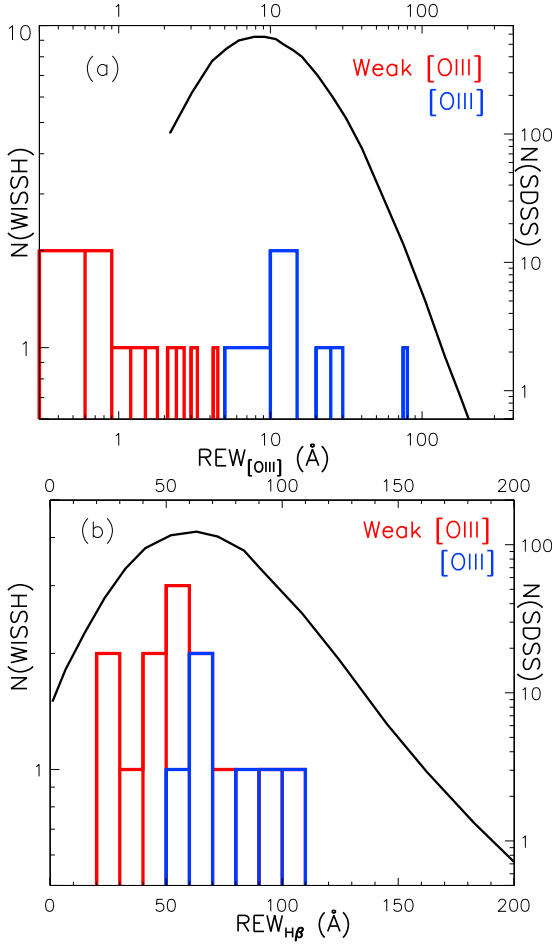 1 10 100
10
(a)
Weak [OIII]
[OIII]
100
N(WISSH)
N(SDSS)
10
1
1
1 10 100
REW[OIII] (Å)
0 50 100 150 200
(b)
Weak [OIII]
[OIII]
100
N(WISSH)
N(SDSS)
10
1
1
0 50 100 150 200
REWHβ (Å)